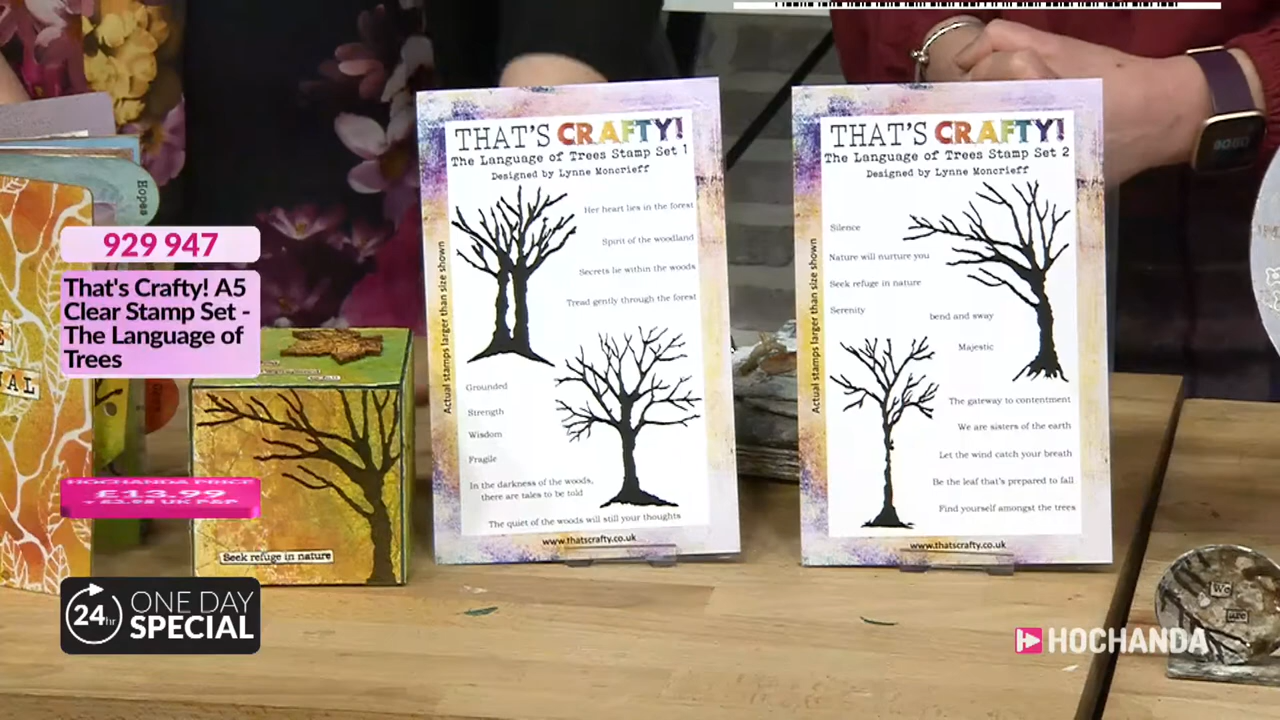 929 947
That's Crafty! A5
Clear Stamp Set -
The Language of
Trees
HOCHANDA PRICE
£13.99
24hr
ONE DAY
SPECIAL
Hopes
Seek refuge in nature
THAT'S CRAFTY!
The Language of Trees Stamp Set 1
Designed by Lynne Moncrieff
Actual stamps larger than size shown
Her heart lies in the forest
Spirit of the woodland
Secrets lie within the woods
Tread gently through the forest
Grounded
Strength
Wisdom
Fragile
In the darkness of the woods,
there are tales to be told
The quiet of the woods will still your thoughts
www.thatscrafty.co.uk
THAT'S CRAFTY!
The Language of Trees Stamp Set 2
Designed by Lynne Moncrieff
Actual stamps larger than size shown
Silence
Nature will nurture you
Seek refuge in nature
Serenity
bend and sway
Majestic
The gateway to contentment
We are sisters of the earth
Let the wind catch your breath
Be the leaf that's prepared to fall
Find yourself amongst the trees
www.thatscrafty.co.uk
We
are
HOCHANDA